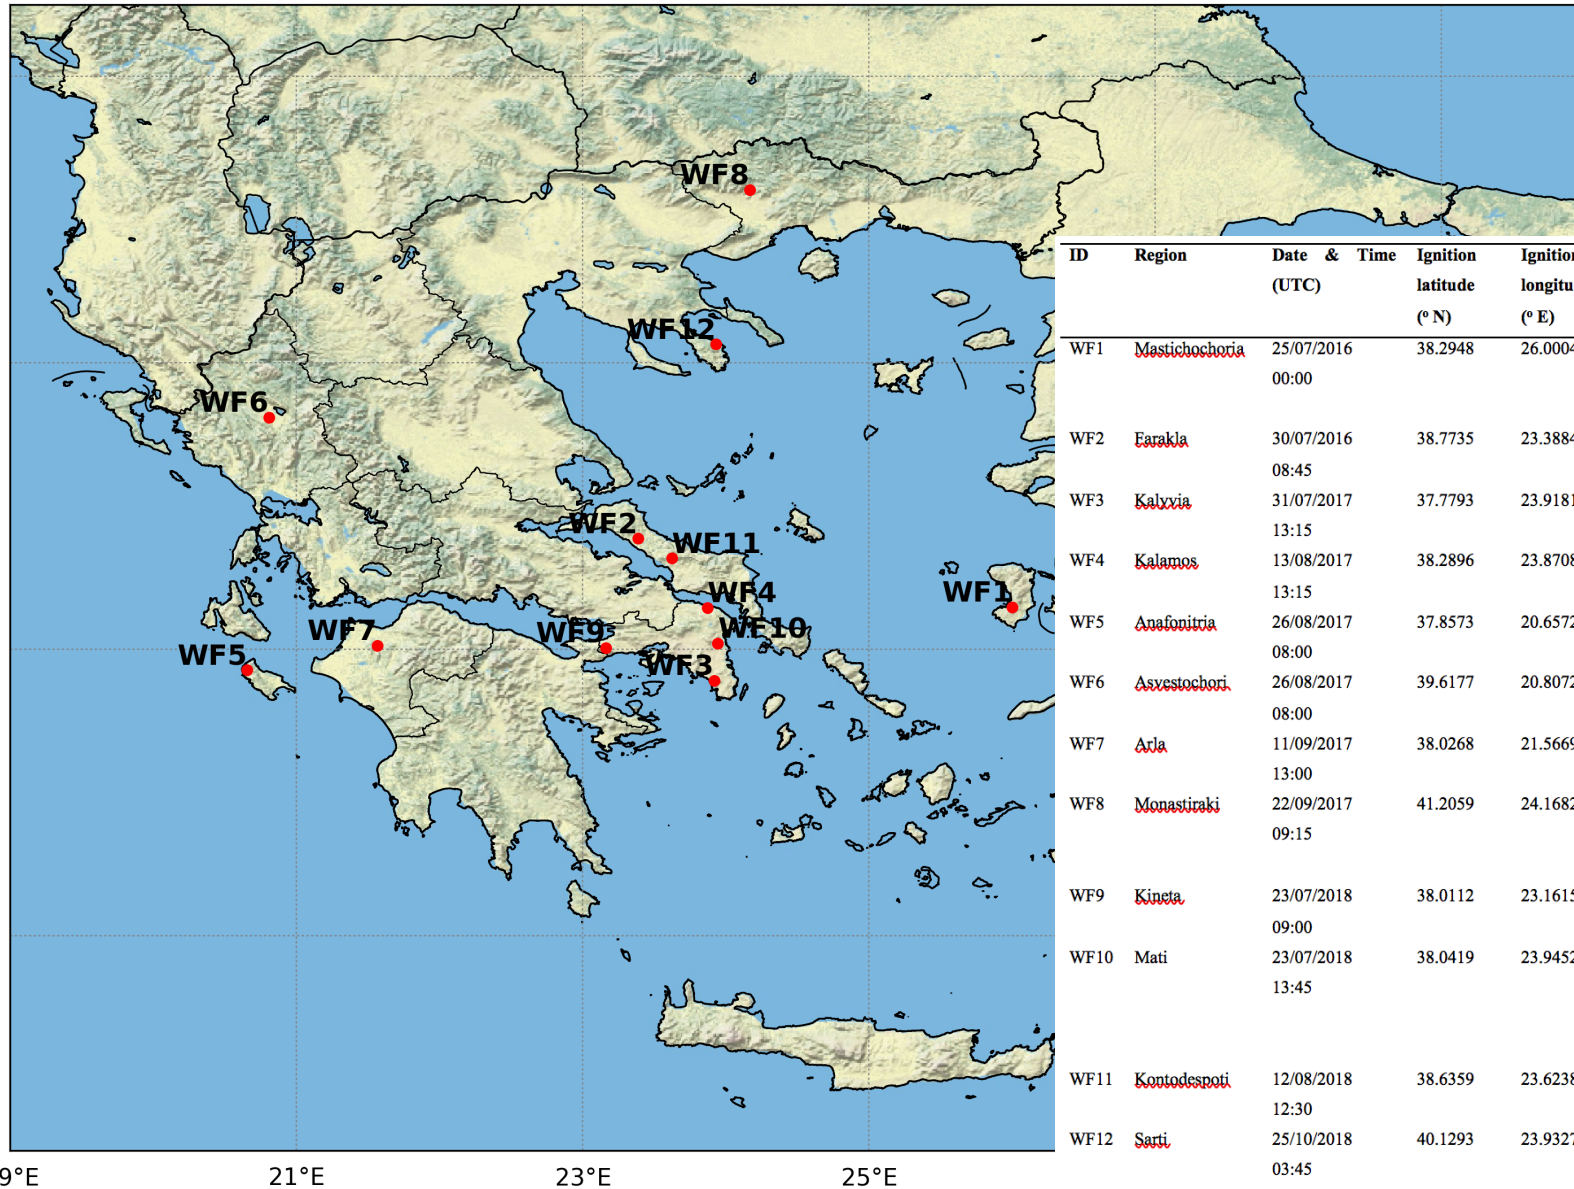 WF8
WF12
WF6
WF2
WF11
WF4
WF1
WF7
WF9
WF10
WF5
WF3
9°E
21°E
23°E
25°E
ID Region Date & Time Ignition Ignition
(UTC) latitude longitu
(º N) (º E)
WF1 Mastichochoria 25/07/2016 38.2948 26.0004
00:00
WF2 Farakla 30/07/2016 38.7735 23.3884
08:45
WF3 Kalyvia 31/07/2017 37.7793 23.9181
13:15
WF4 Kalamos 13/08/2017 38.2896 23.8708
13:15
WF5 Anafonitria 26/08/2017 37.8573 20.6572
08:00
WF6 Asvestochori 26/08/2017 39.6177 20.8072
08:00
WF7 Arla 11/09/2017 38.0268 21.5669
13:00
WF8 Monastiraki 22/09/2017 41.2059 24.1682
09:15
WF9 Kineta 23/07/2018 38.0112 23.1615
09:00
WF10 Mati 23/07/2018 38.0419 23.9452
13:45
WF11 Kontodespoti 12/08/2018 38.6359 23.6238
12:30
WF12 Sarti 25/10/2018 40.1293 23.9327
03:45